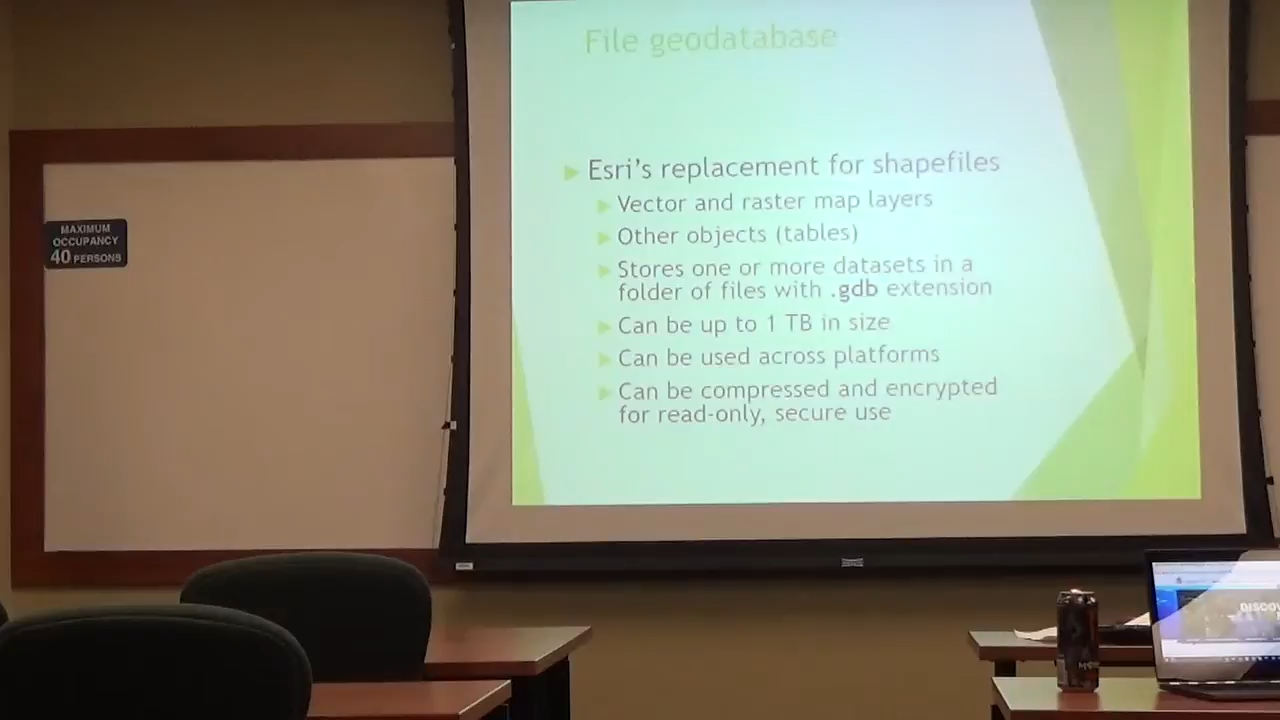 File geodatabase
Esri's replacement for shapefiles
Vector and raster map layers
Other objects (tables)
Stores one or more datasets in a
folder of files with .gdb extension
Can be up to 1 TB in size
Can be used across platforms
Can be compressed and encrypted
for read-only, secure use
MAXIMUM
OCCUPANCY
40 PERSONS